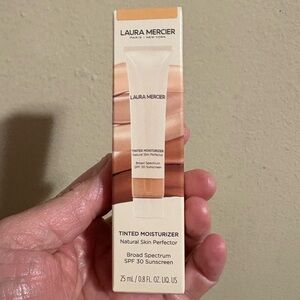 LAURA MERCIER
PARIS • NEW YORK
LAURA MERCIER
TINTED MOISTURIZER
Natural Skin Perfector
Broad Spectrum
SPF 30 Sunscreen
TINTED MOISTURIZER
Natural Skin Perfector
Broad Spectrum
SPF 30 Sunscreen
25 mL / 0.8 FL. OZ. LIQ. US